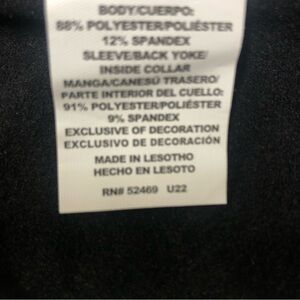 BODY/CUERPO:
88% POLYESTER/POLIÉSTER
12% SPANDEX
SLEEVE/BACK YOKE/
INSIDE COLLAR
MANGA/CANESÚ TRASERO/
PARTE INTERIOR DEL CUELLO:
91% POLYESTER/POLIÉSTER
9% SPANDEX
EXCLUSIVE OF DECORATION
EXCLUSIVO DE DECORACIÓN
MADE IN LESOTHO
HECHO EN LESOTO
RN# 52469 U22